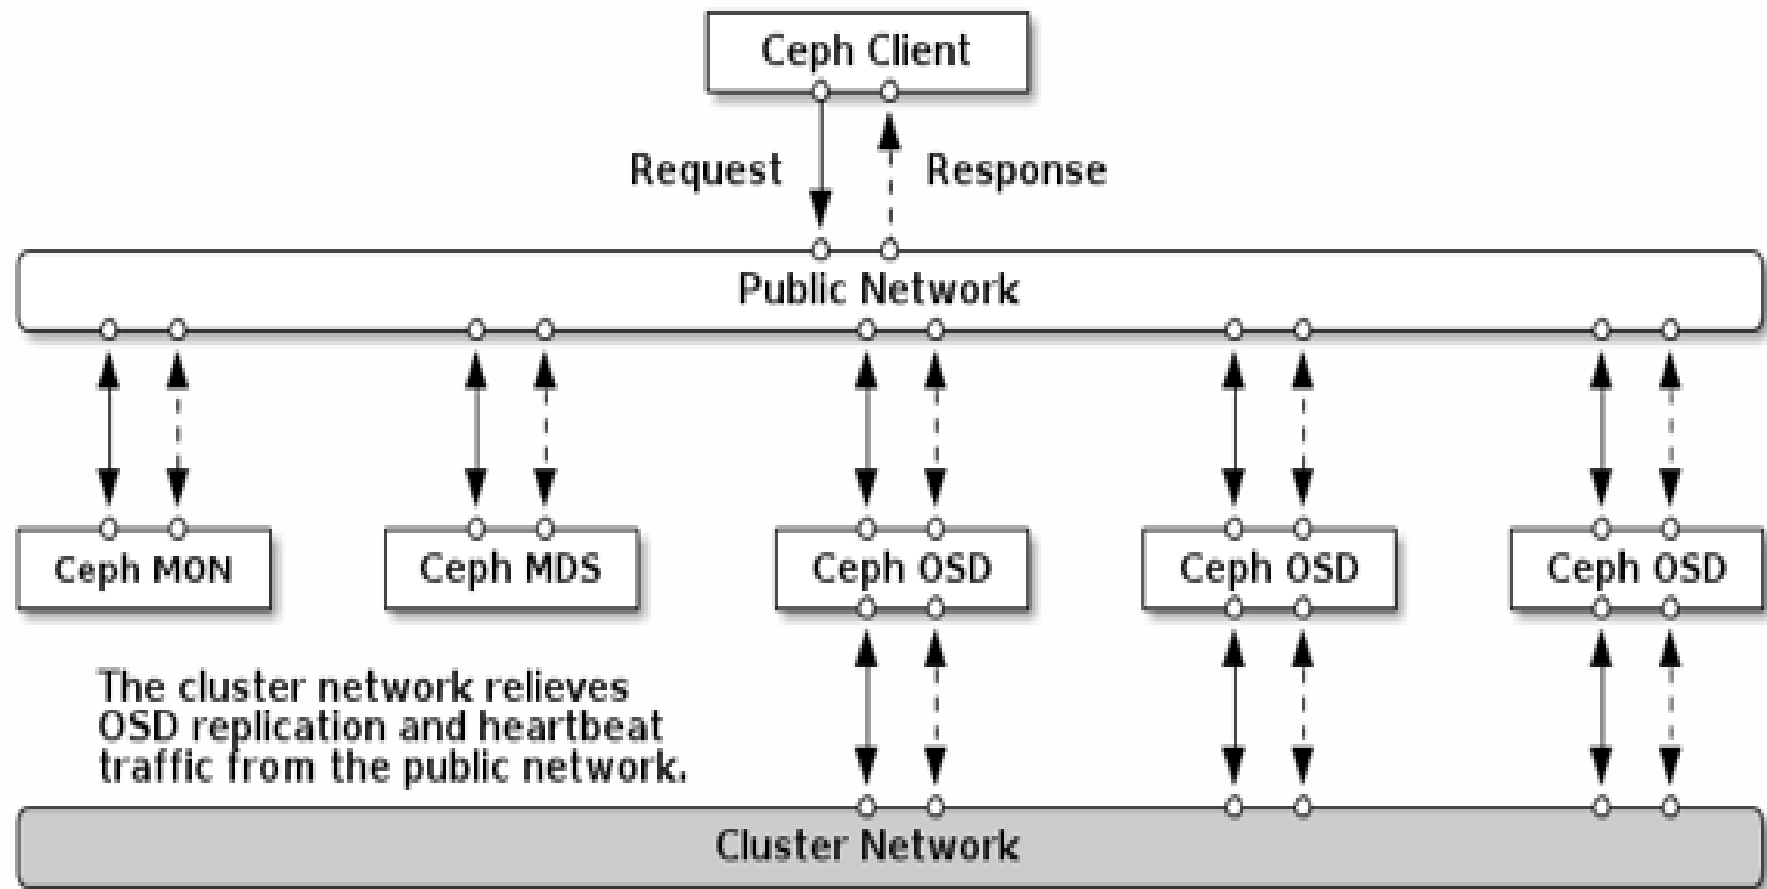 Ceph Client
Request
Response
Public Network
Ceph MON
Ceph MDS
Ceph OSD
Ceph OSD
Ceph OSD
The cluster network relieves
OSD replication and heartbeat
traffic from the public network.
Cluster Network